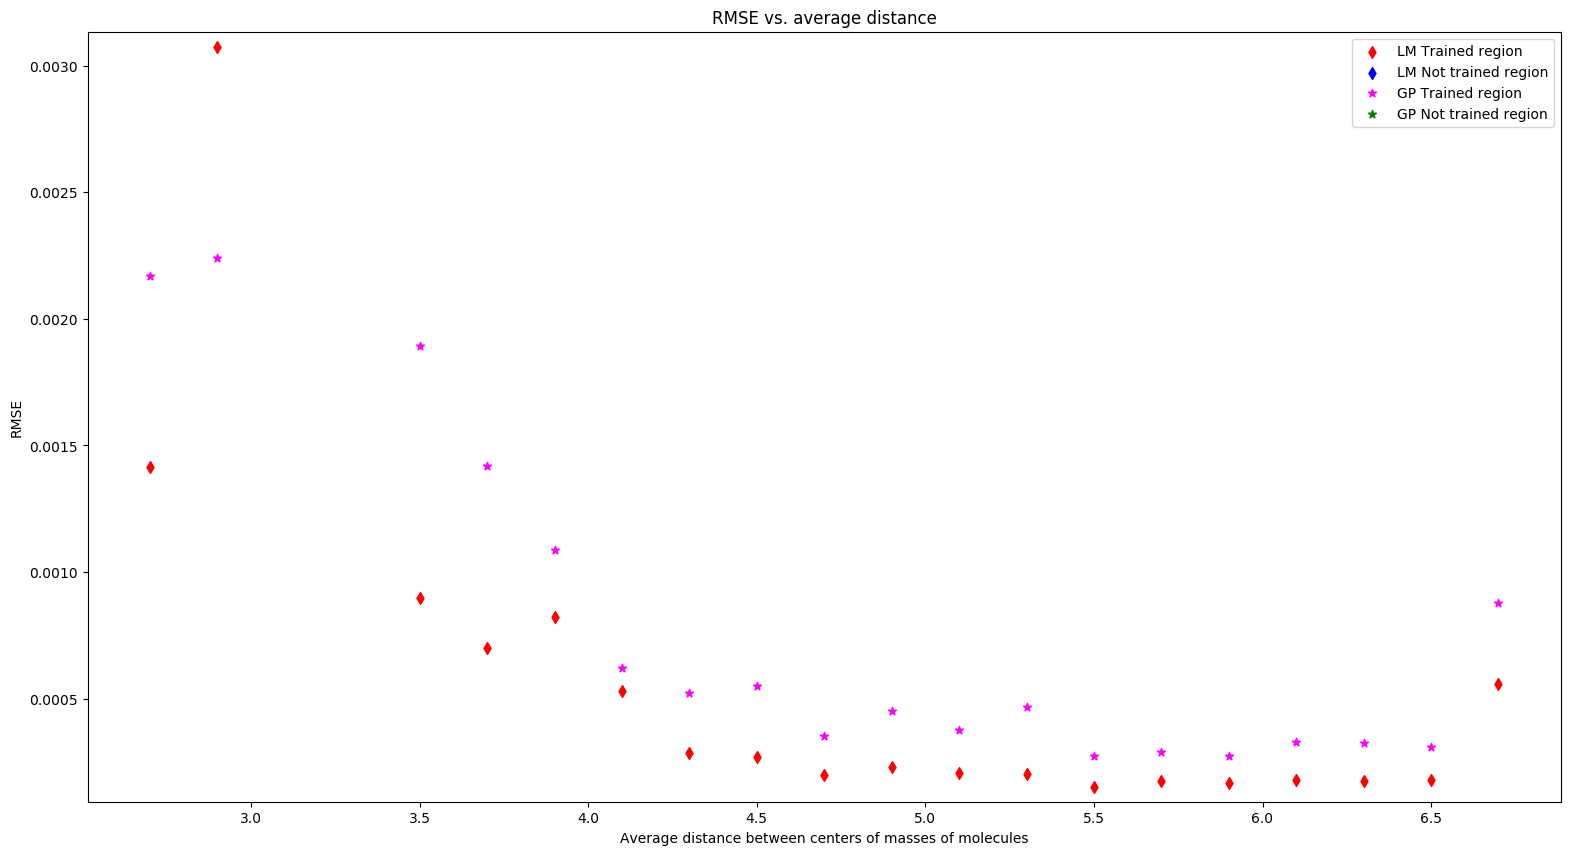 RMSE vs. average distance
LM Trained region
LM Not trained region
GP Trained region
GP Not trained region
RMSE
0.0030
0.0025
0.0020
0.0015
0.0010
0.0005
3.0 3.5 4.0 4.5 5.0 5.5 6.0 6.5
Average distance between centers of masses of molecules